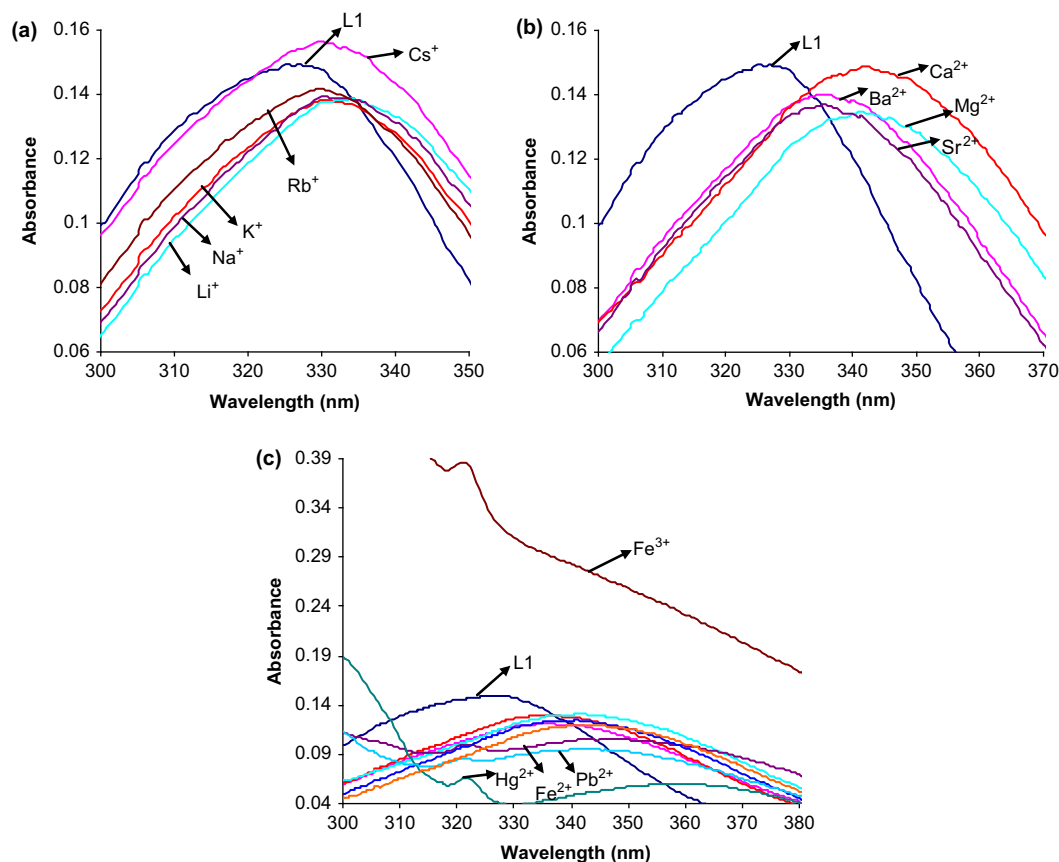 (a)
0.16
0.14
0.12
0.1
0.08
0.06
Absorbance
L1
Cs⁺
Rb⁺
K⁺
Na⁺
Li⁺
300 310 320 330 340 350
Wavelength (nm)
(b)
0.16
0.14
0.12
0.1
0.08
0.06
Absorbance
L1
Ca²⁺
Ba²⁺
Mg²⁺
Sr²⁺
300 310 320 330 340 350 360 370
Wavelength (nm)
(c)
0.39
0.34
0.29
0.24
0.19
0.14
0.09
0.04
Absorbance
Fe³⁺
L1
Hg²⁺
Fe²⁺
Pb²⁺
300 310 320 330 340 350 360 370 380
Wavelength (nm)